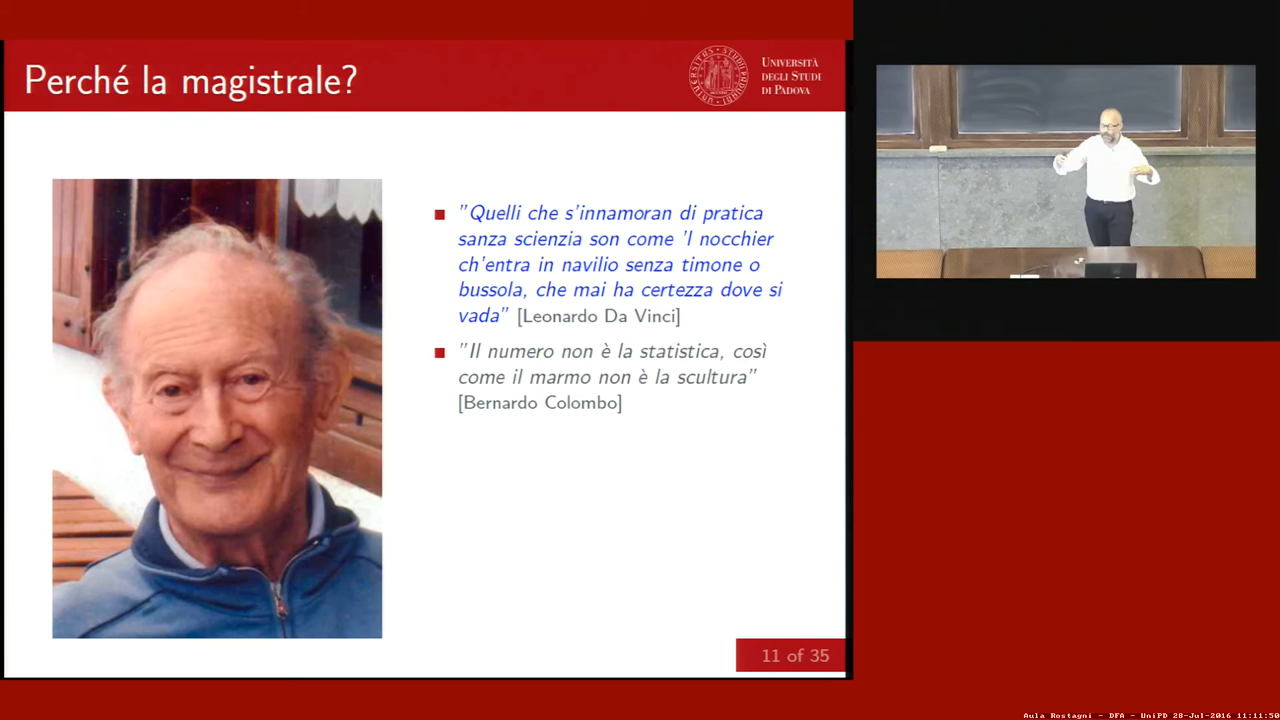 Perché la magistrale?
UNIVERSITÀ
DEGLI STUDI
DI PADOVA
"Quelli che s'innamoran di pratica
sanza scienzia son come 'l nocchier
ch'entra in navilio senza timone o
bussola, che mai ha certezza dove si
vada" [Leonardo Da Vinci]
"Il numero non è la statistica, così
come il marmo non è la scultura"
[Bernardo Colombo]
11 of 35
Aula Rostagni - DFA - UniPD 28-Jul-2016 11:11:50